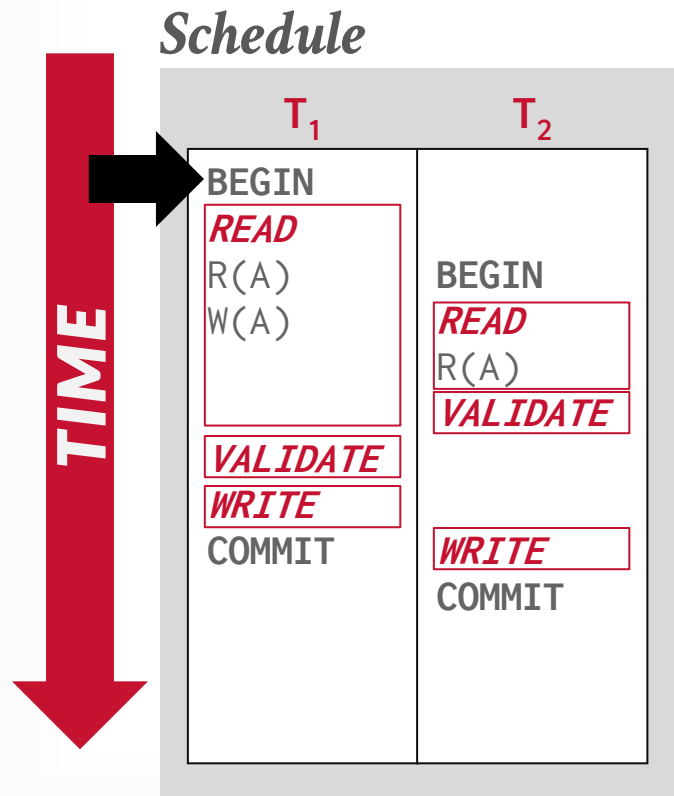 Schedule
TIME
T1
T2
BEGIN
READ
R(A)
W(A)
VALIDATE
WRITE
COMMIT
BEGIN
READ
R(A)
VALIDATE
WRITE
COMMIT